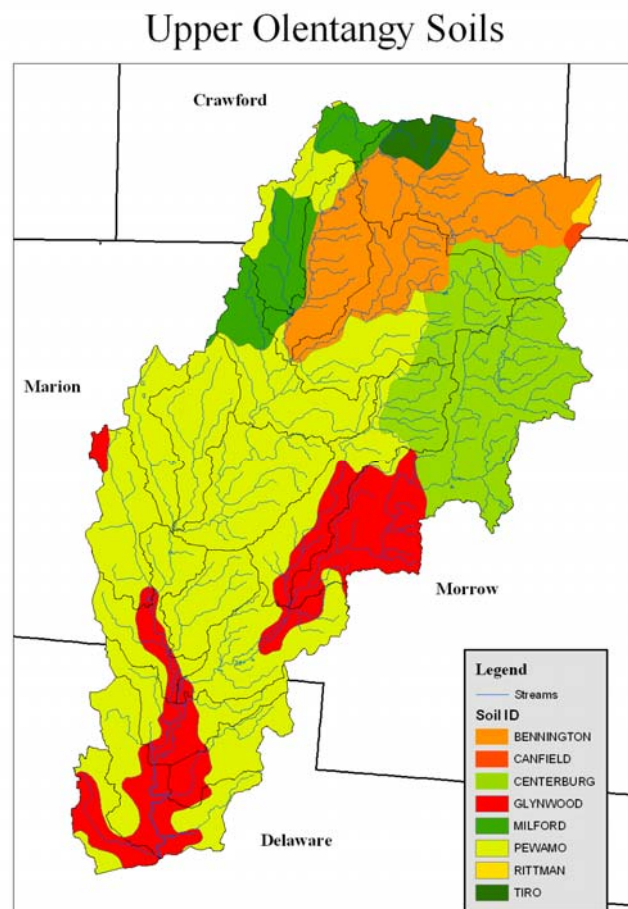 Upper Olentangy Soils
Crawford
Marion
Morrow
Delaware
Legend
Streams
Soil ID
BENNINGTON
CANFIELD
CENTERBURG
GLYNWOOD
MILFORD
PEWAMO
RITTMAN
TIRO